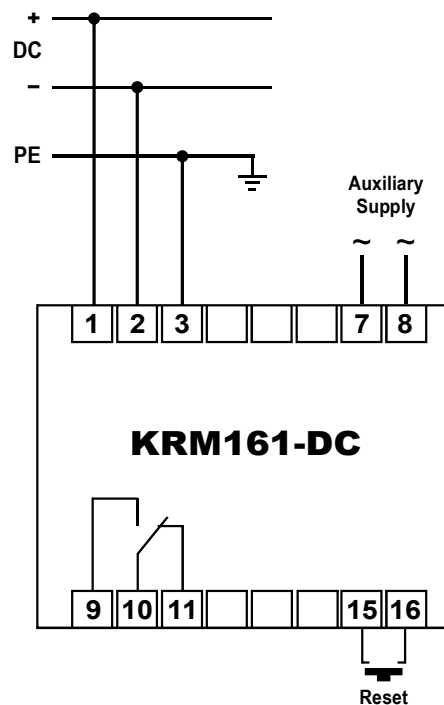 +
DC
–
PE
Auxiliary
Supply
~ ~
1 2 3 7 8
KRM161-DC
9 10 11 15 16
Reset